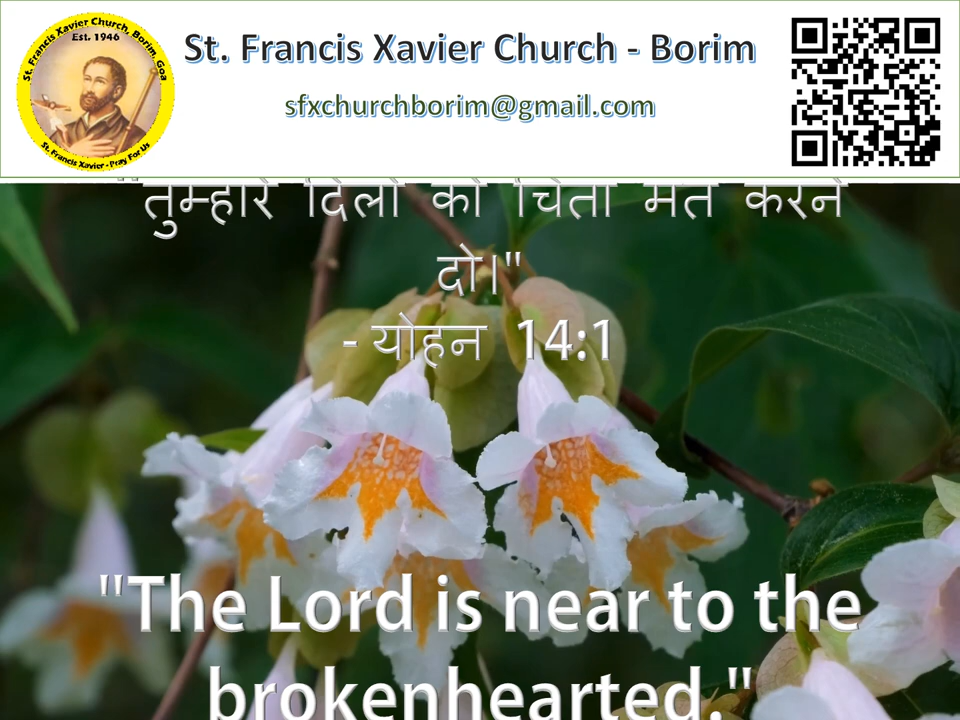 St. Francis Xavier Church, Borim, Goa
Est. 1946
St. Francis Xavier - Pray For Us
St. Francis Xavier Church - Borim
sfxchurchborim@gmail.com
"तुम्हारे दिलों को चिंता मत करने
दो।"
- योहन 14:1
"The Lord is near to the
brokenhearted."